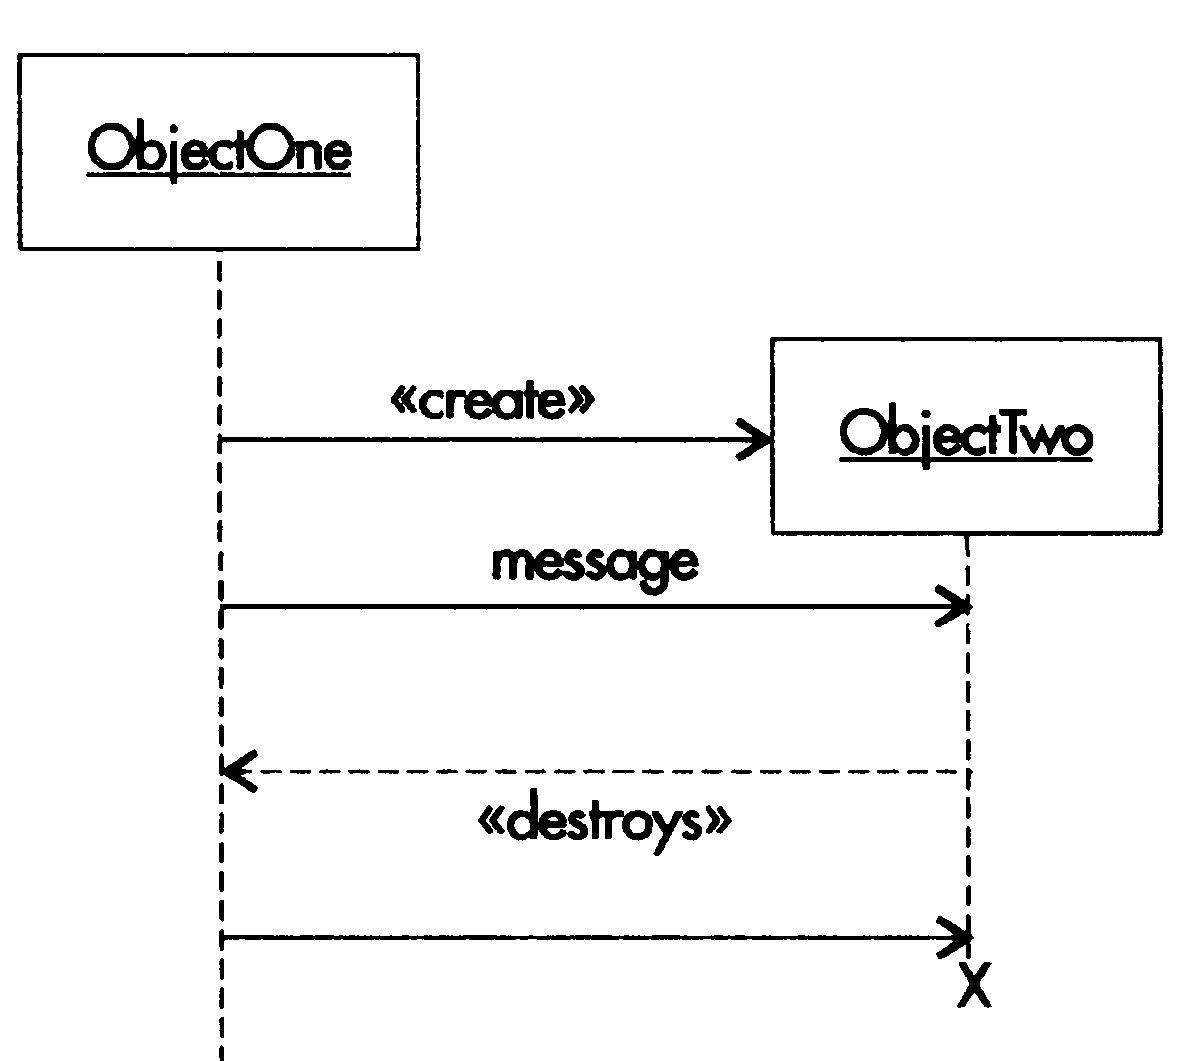 ObjectOne
«create»
ObjectTwo
message
«destroys»
X